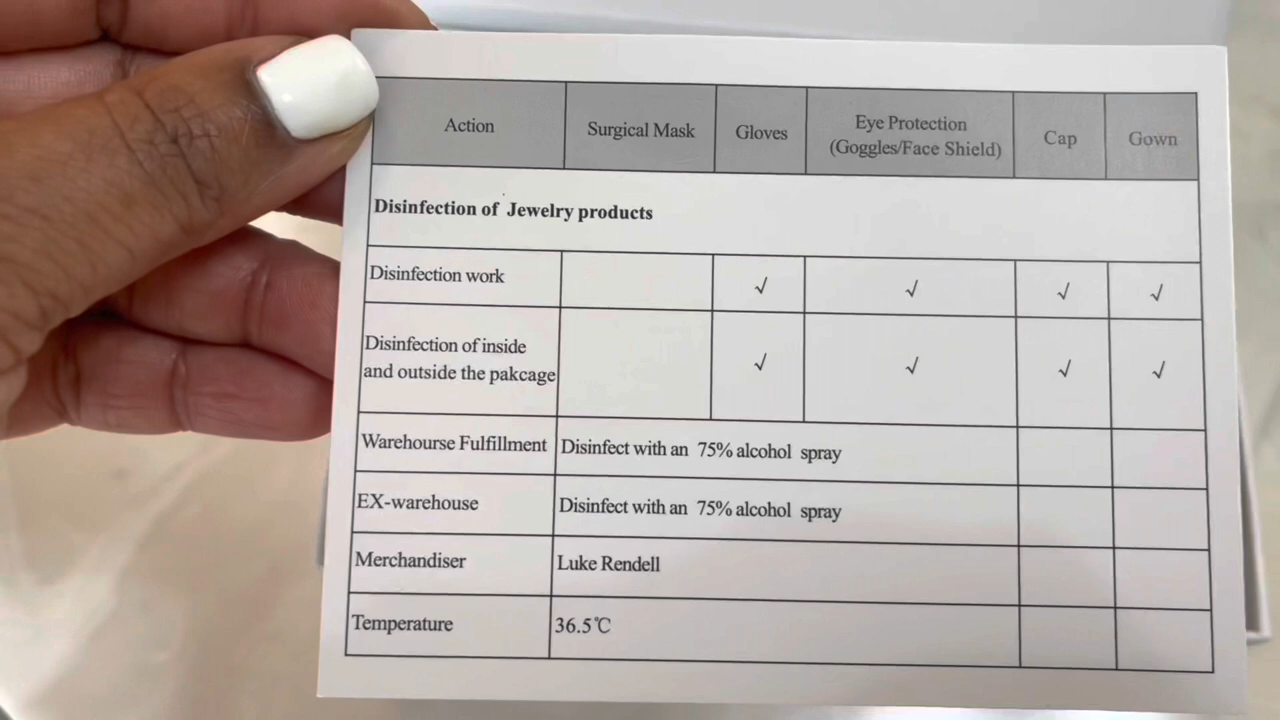 Action Surgical Mask Gloves Eye Protection (Goggles/Face Shield) Cap Gown
Disinfection of Jewelry products
Disinfection work √ √ √ √
Disinfection of inside
and outside the pakcage √ √ √ √
Warehourse Fulfillment Disinfect with an 75% alcohol spray
EX-warehouse Disinfect with an 75% alcohol spray
Merchandiser Luke Rendell
Temperature 36.5℃